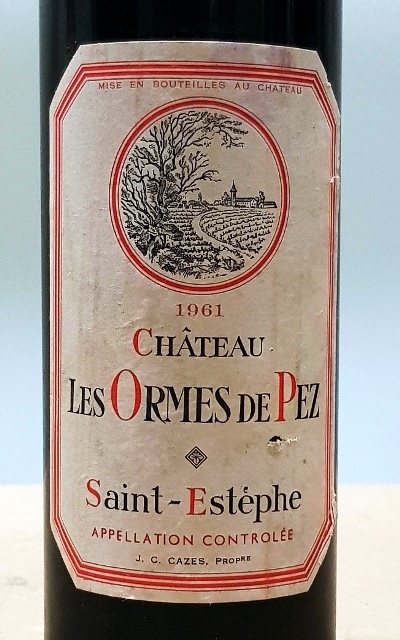 MISE EN BOUTEILLES AU CHATEAU
1961
CHÂTEAU
LES ORMES DE PEZ
Saint-Estèphe
APPELLATION CONTROLÉE
J. C. CAZES, PROPRE